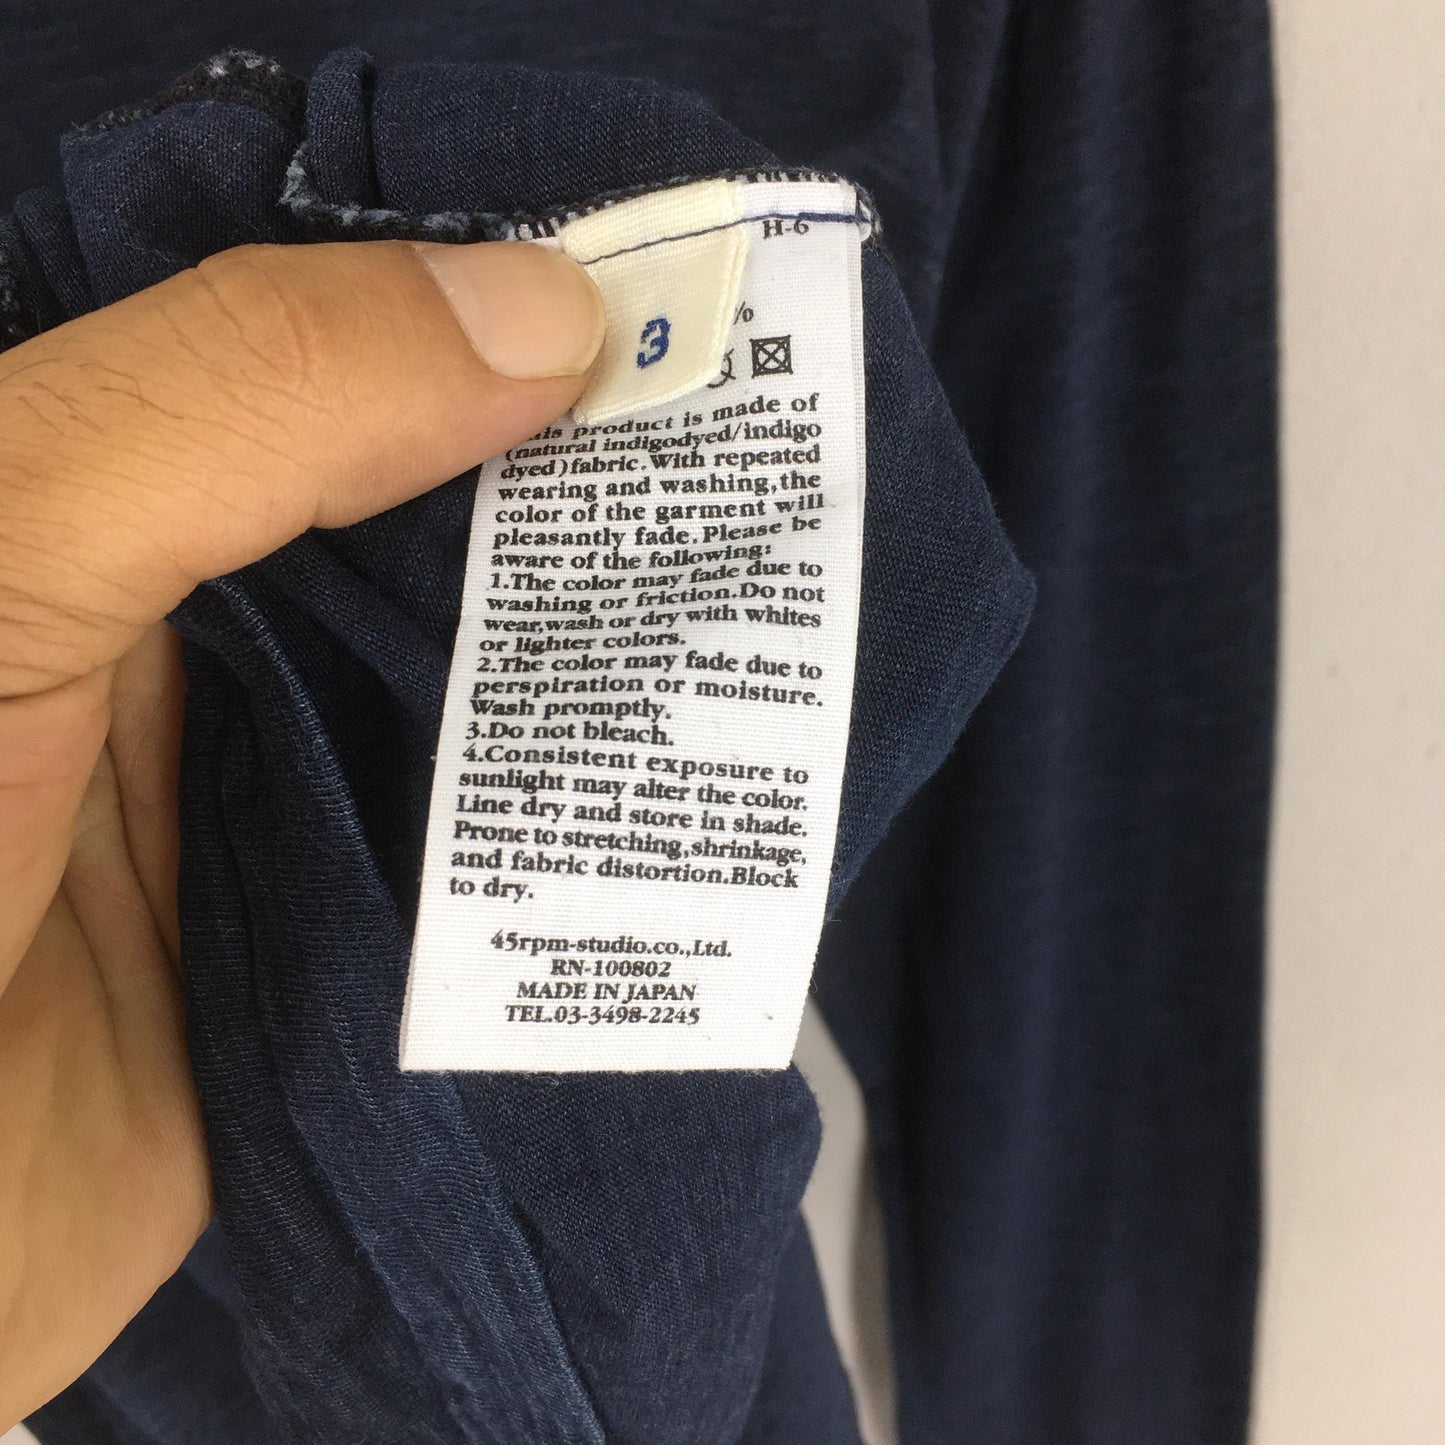 H-6
%
3
product is made of
(natural indigodyed/indigo
dyed)fabric.With repeated
wearing and washing,the
color of the garment will
pleasantly fade.Please be
aware of the following:
1.The color may fade due to
washing or friction.Do not
wear,wash or dry with whites
or lighter colors.
2.The color may fade due to
perspiration or moisture.
Wash promptly.
3.Do not bleach.
4.Consistent exposure to
sunlight may alter the color.
Line dry and store in shade.
Prone to stretching,shrinkage,
and fabric distortion.Block
to dry.
45rpm-studio.co.,Ltd.
RN-100802
MADE IN JAPAN
TEL.03-3498-2245